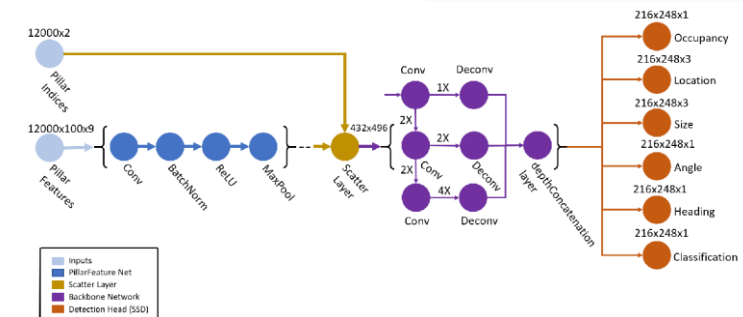 12000x2
Pillar
Indices
12000x100x9
Pillar
Features
Conv
BatchNorm
ReLU
MaxPool
432x496
Scatter
Layer
Conv
Deconv
1X
2X
2X
Conv
Deconv
2X
4X
Conv
Deconv
depthConcatenation
layer
216x248x1
Occupancy
216x248x3
Location
216x248x3
Size
216x248x1
Angle
216x248x1
Heading
216x248x1
Classification
Inputs
PillarFeature Net
Scatter Layer
Backbone Network
Detection Head (SSD)